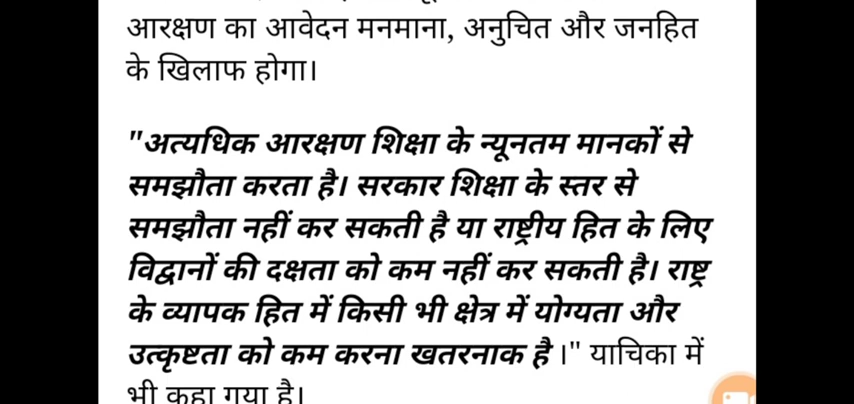 आरक्षण का आवेदन मनमाना, अनुचित और जनहित
के खिलाफ होगा।
"अत्यधिक आरक्षण शिक्षा के न्यूनतम मानकों से
समझौता करता है। सरकार शिक्षा के स्तर से
समझौता नहीं कर सकती है या राष्ट्रीय हित के लिए
विद्वानों की दक्षता को कम नहीं कर सकती है। राष्ट्र
के व्यापक हित में किसी भी क्षेत्र में योग्यता और
उत्कृष्टता को कम करना खतरनाक है।" याचिका में
भी कहा गया है।